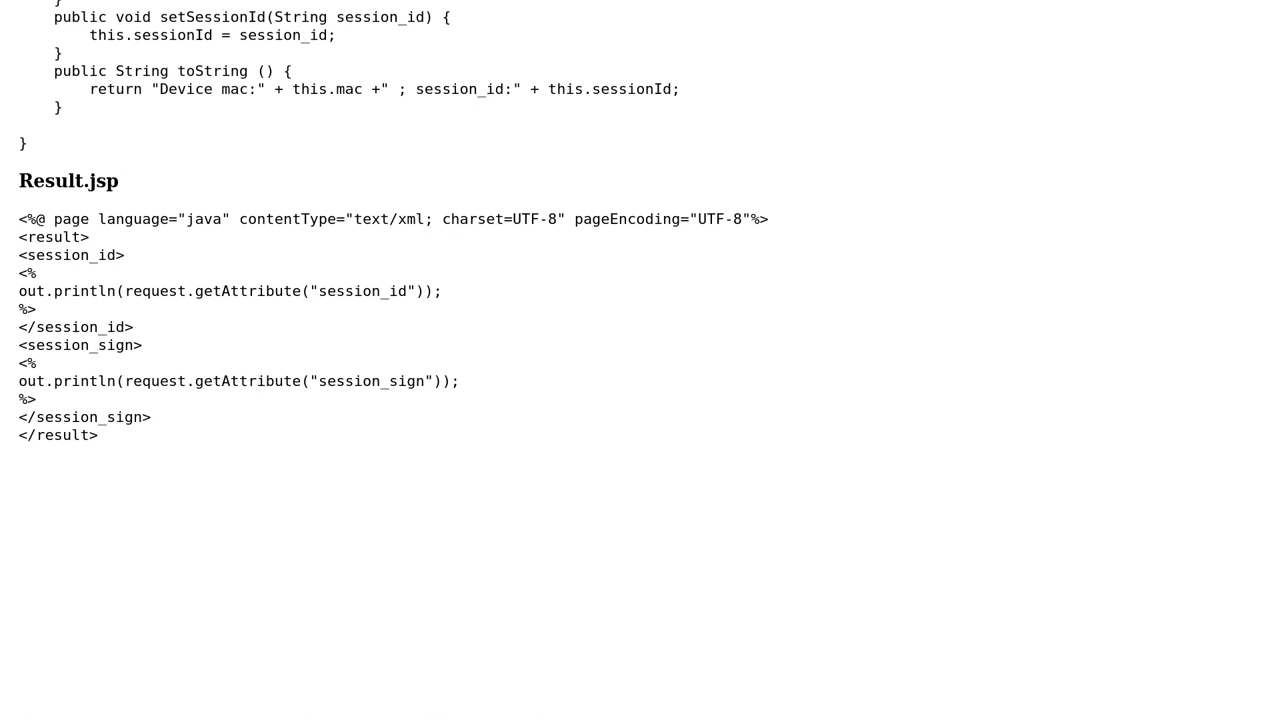 }
public void setSessionId(String session_id) {
this.sessionId = session_id;
}
public String toString () {
return "Device mac:" + this.mac +" ; session_id:" + this.sessionId;
}
}
Result.jsp
<%@ page language="java" contentType="text/xml; charset=UTF-8" pageEncoding="UTF-8"%>
<result>
<session_id>
<%
out.println(request.getAttribute("session_id"));
%>
</session_id>
<session_sign>
<%
out.println(request.getAttribute("session_sign"));
%>
</session_sign>
</result>